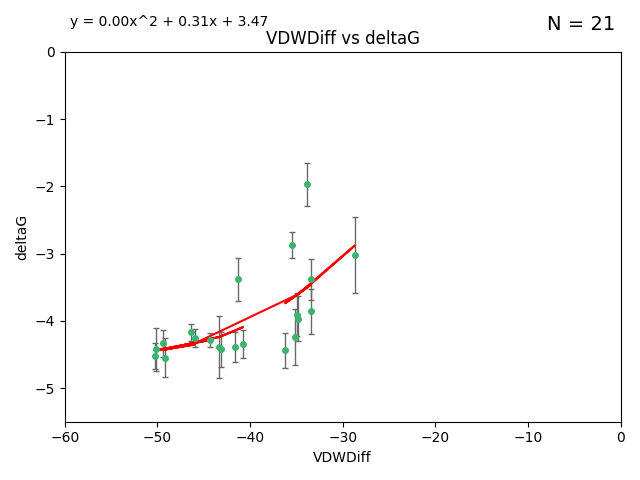 y = 0.00x^2 + 0.31x + 3.47
N = 21
VDWDiff vs deltaG
0
−1
−2
−3
−4
−5
deltaG
−60 −50 −40 −30 −20 −10 0
VDWDiff